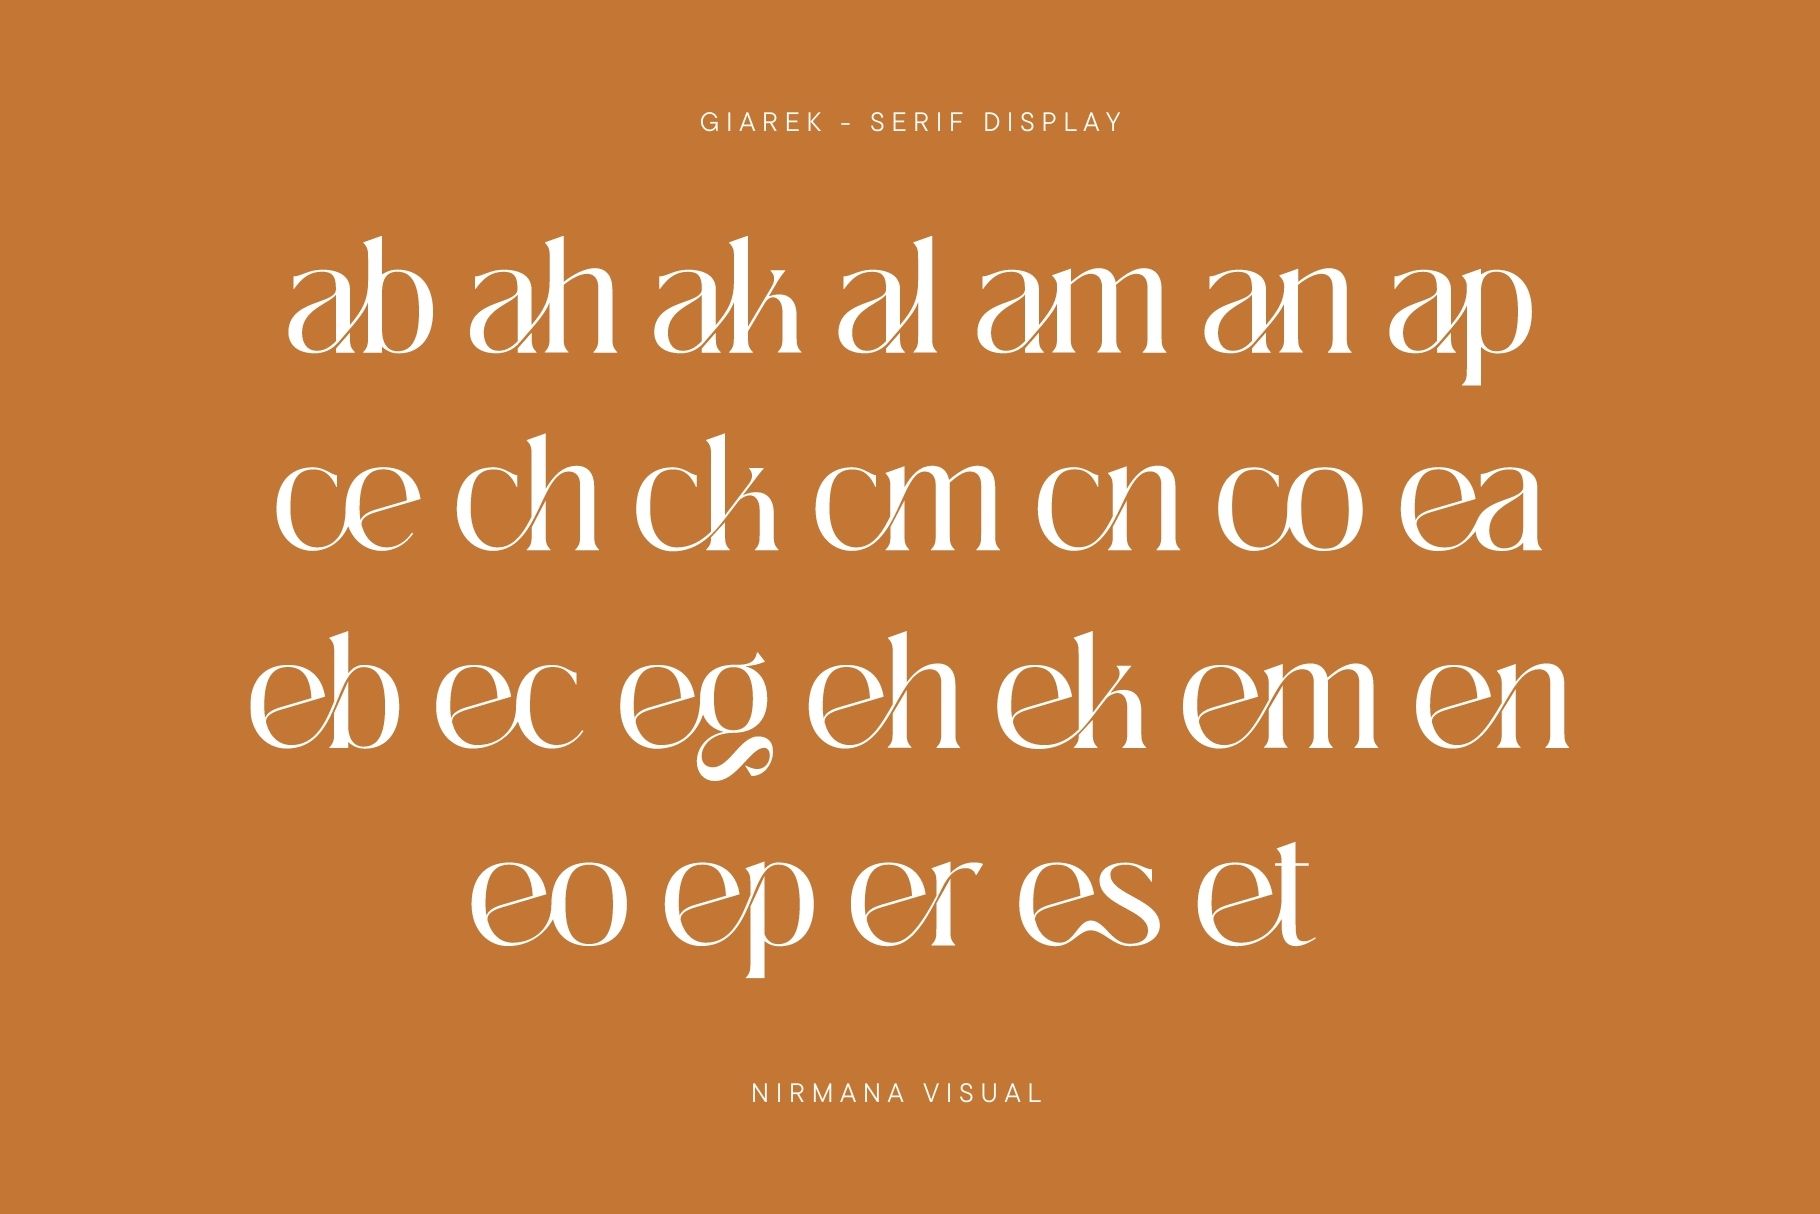 GIAREK - SERIF DISPLAY
ab ah ak al am an ap
ce ch ck cm cn co ea
eb ec eg eh ek em en
eo ep er es et
NIRMANA VISUAL